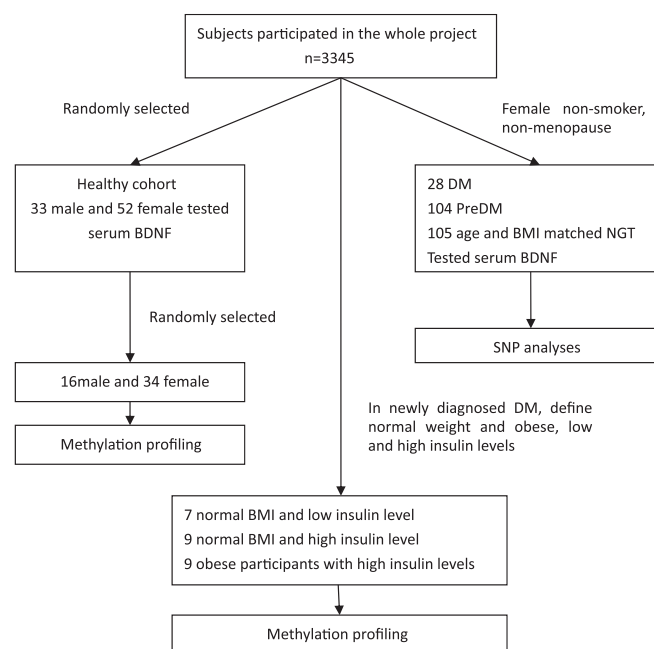 Subjects participated in the whole project
n=3345
Randomly selected
Female non-smoker,
non-menopause
Healthy cohort
33 male and 52 female tested
serum BDNF
28 DM
104 PreDM
105 age and BMI matched NGT
Tested serum BDNF
Randomly selected
SNP analyses
16male and 34 female
Methylation profiling
In newly diagnosed DM, define
normal weight and obese, low
and high insulin levels
7 normal BMI and low insulin level
9 normal BMI and high insulin level
9 obese participants with high insulin levels
Methylation profiling